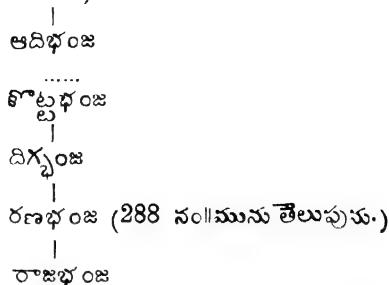 ఆదిభంజ
......
కొట్టభంజ
దిగ్భంజ
రణభంజ (288 నం॥మును తెలుపును.)
రాజభంజ